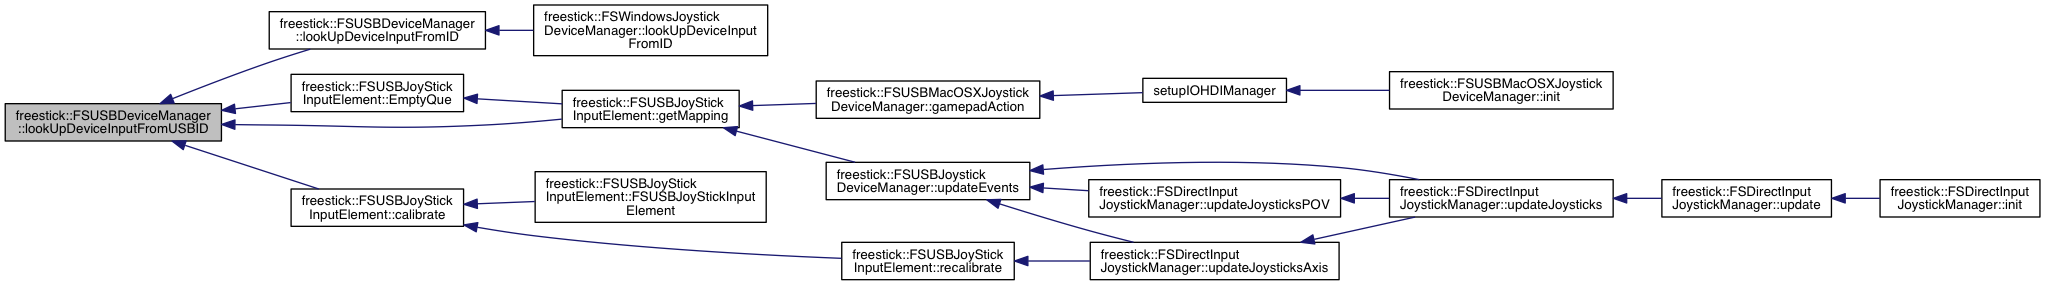 freestick::FSUSBDeviceManager
::lookUpDeviceInputFromUSBID
freestick::FSUSBDeviceManager
::lookUpDeviceInputFromID
freestick::FSWindowsJoystick
DeviceManager::lookUpDeviceInput
FromID
freestick::FSUSBJoyStick
InputElement::EmptyQue
freestick::FSUSBJoyStick
InputElement::getMapping
freestick::FSUSBMacOSXJoystick
DeviceManager::gamepadAction
setupIOHDIManager
freestick::FSUSBMacOSXJoystick
DeviceManager::init
freestick::FSUSBJoystick
DeviceManager::updateEvents
freestick::FSDirectInput
JoystickManager::updateJoysticksPOV
freestick::FSDirectInput
JoystickManager::updateJoysticks
freestick::FSDirectInput
JoystickManager::update
freestick::FSDirectInput
JoystickManager::init
freestick::FSUSBJoyStick
InputElement::calibrate
freestick::FSUSBJoyStick
InputElement::FSUSBJoyStickInput
Element
freestick::FSUSBJoyStick
InputElement::recalibrate
freestick::FSDirectInput
JoystickManager::updateJoysticksAxis